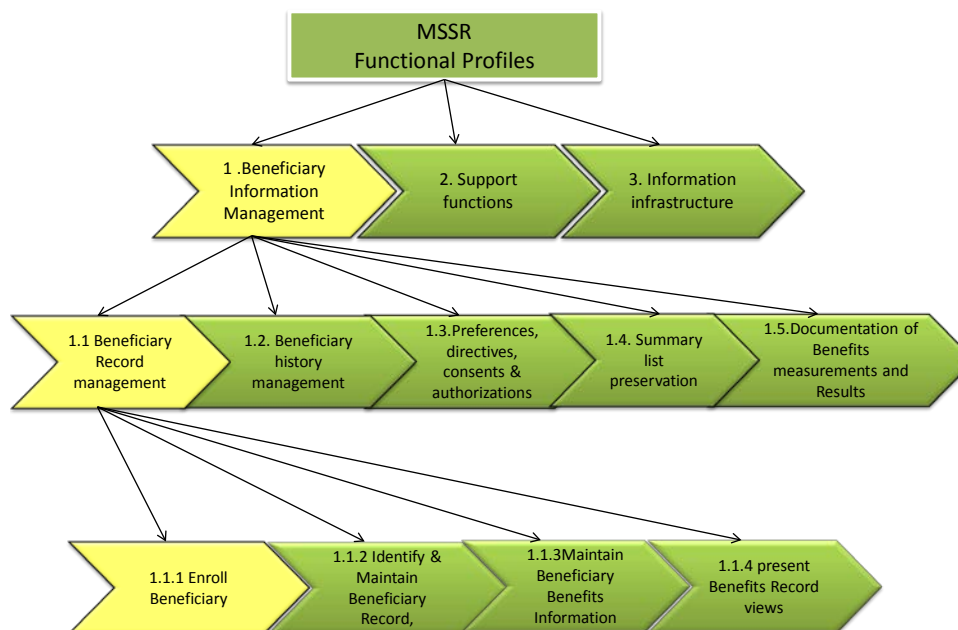 MSSR
Functional Profiles
1 .Beneficiary
Information
Management
2. Support
functions
3. Information
infrastructure
1.1 Beneficiary
Record
management
1.2. Beneficiary
history
management
1.3.Preferences,
directives,
consents &
authorizations
1.4. Summary
list
preservation
1.5.Documentation of
Benefits
measurements and
Results
1.1.1 Enroll
Beneficiary
1.1.2 Identify &
Maintain
Beneficiary
Record,
1.1.3Maintain
Beneficiary
Benefits
Information
1.1.4 present
Benefits Record
views